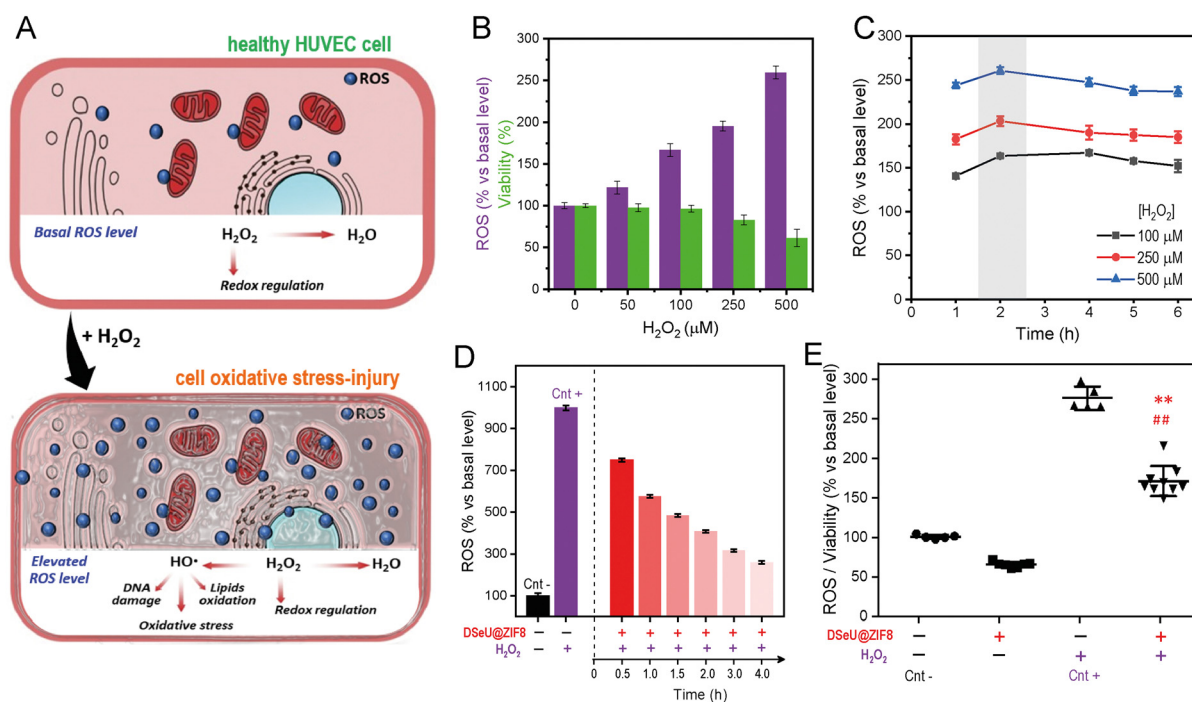 A
healthy HUVEC cell
ROS
Basal ROS level
H₂O₂
H₂O
Redox regulation
+ H₂O₂
cell oxidative stress-injury
ROS
Elevated
ROS level
HO•
H₂O₂
H₂O
DNA
damage
Lipids
oxidation
Redox regulation
Oxidative stress
B
ROS (% vs basal level)
Viability (%)
300
250
200
150
100
50
0
0
50
100
250
500
H₂O₂ (μM)
C
ROS (% vs basal level)
300
250
200
150
100
50
0
[H₂O₂]
100 μM
250 μM
500 μM
0
1
2
3
4
5
6
Time (h)
D
ROS (% vs basal level)
1100
900
700
500
300
100
Cnt -
Cnt +
DSeU@ZIF8
– – + + + + + +
H₂O₂
– + + + + + + +
0
0.5
1.0
1.5
2.0
3.0
4.0
Time (h)
E
ROS / Viability (% vs basal level)
300
250
200
150
100
50
0
**
##
DSeU@ZIF8
– + – +
H₂O₂
– – + +
Cnt -
Cnt +